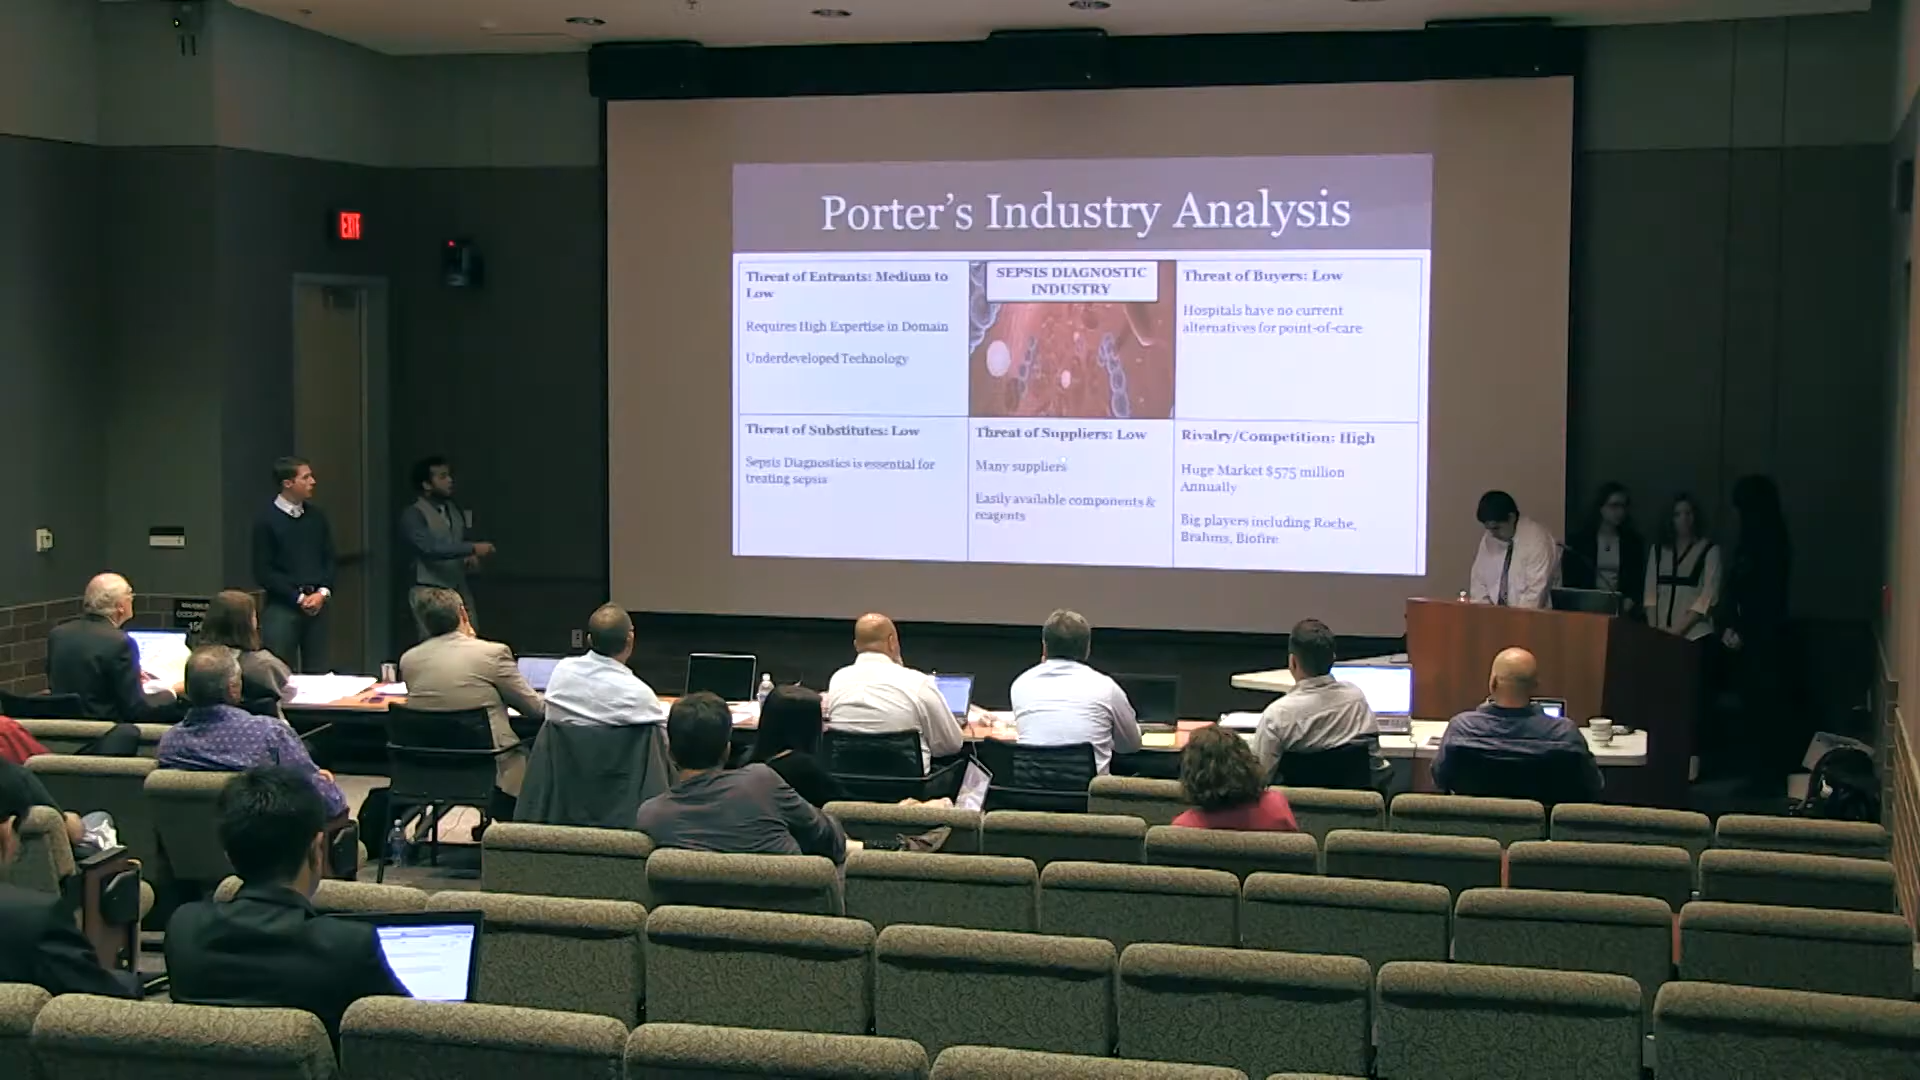 Porter's Industry Analysis
Threat of Entrants: Medium to
Low
Requires High Expertise in Domain
Underdeveloped Technology
SEPSIS DIAGNOSTIC
INDUSTRY
Threat of Buyers: Low
Hospitals have no current
alternatives for point-of-care
Threat of Substitutes: Low
Sepsis Diagnostics is essential for
treating sepsis
Threat of Suppliers: Low
Many suppliers
Easily available components &
reagents
Rivalry/Competition: High
Huge Market $575 million
Annually
Big players including Roche,
Brahms, Biofire
EXIT